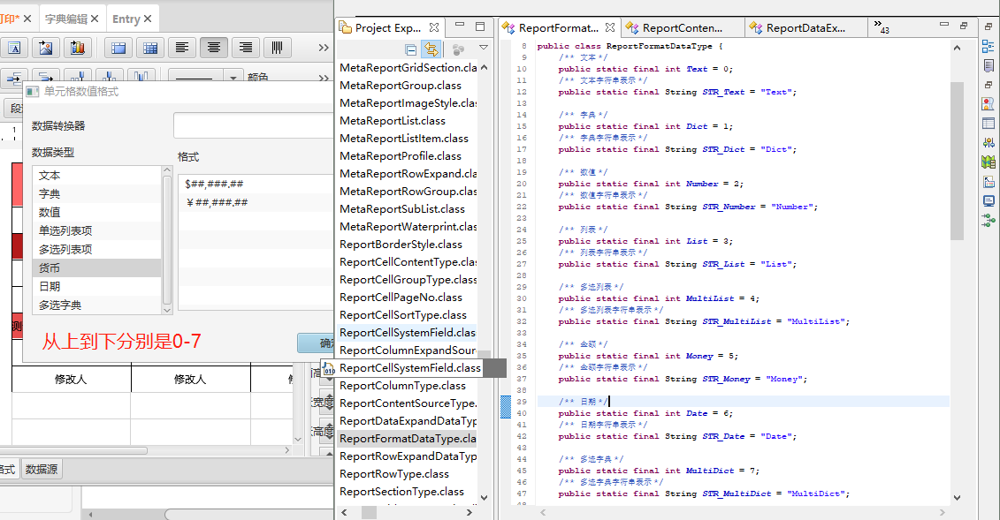 打印*
字典编辑
Entry
颜色
段
1
单元格数值格式
数据转换器
数据类型
文本
字典
数值
单选列表项
多选列表项
货币
日期
多选字典
格式
$##,###.##
￥##,###.##
从上到下分别是0-7
确定
测
修改人
修改人
高
宽度
高度
格式
数据源
Project Exp...
MetaReportGridSection.cla
MetaReportGroup.class
MetaReportImageStyle.clas
MetaReportList.class
MetaReportListItem.class
MetaReportProfile.class
MetaReportRowExpand.cla
MetaReportRowGroup.clas
MetaReportSubList.class
MetaReportWaterprint.clas
ReportBorderStyle.class
ReportCellContentType.clas
ReportCellGroupType.class
ReportCellPageNo.class
ReportCellSortType.class
ReportCellSystemField.clas
ReportColumnExpandSour
ReportCellSystemField.class
ReportColumnType.class
ReportContentSourceType.
ReportDataExpandDataTyp
ReportFormatDataType.cla
ReportRowExpandDataTyp
ReportRowType.class
ReportSectionType.class
ReportFormat...
ReportConten...
ReportDataEx...
»43
8 public class ReportFormatDataType {
9 /** 文本 */
10 public static final int Text = 0;
11 /** 文本字符串表示 */
12 public static final String STR_Text = "Text";
13
14 /** 字典 */
15 public static final int Dict = 1;
16 /** 字典字符串表示 */
17 public static final String STR_Dict = "Dict";
18
19 /** 数值 */
20 public static final int Number = 2;
21 /** 数值字符串表示 */
22 public static final String STR_Number = "Number";
23
24 /** 列表 */
25 public static final int List = 3;
26 /** 列表字符串表示 */
27 public static final String STR_List = "List";
28
29 /** 多选列表 */
30 public static final int MultiList = 4;
31 /** 多选列表字符串表示 */
32 public static final String STR_MultiList = "MultiList";
33
34 /** 金额 */
35 public static final int Money = 5;
36 /** 金额字符串表示 */
37 public static final String STR_Money = "Money";
38
39 /** 日期 */
40 public static final int Date = 6;
41 /** 日期字符串表示 */
42 public static final String STR_Date = "Date";
43
44 /** 多选字典 */
45 public static final int MultiDict = 7;
46 /** 多选字典字符串表示 */
47 public static final String STR_MultiDict = "MultiDict";